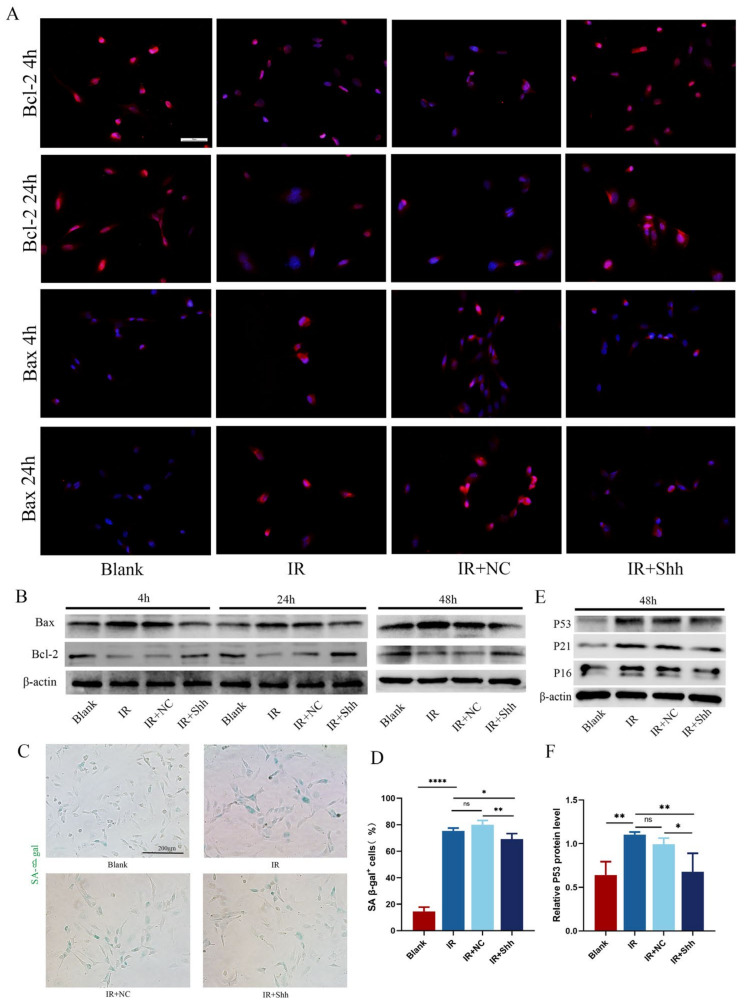 A
Bcl-2 4h
Bcl-2 24h
Bax 4h
Bax 24h
Blank IR IR+NC IR+Shh
B
4h 24h 48h
Bax
Bcl-2
β-actin
Blank IR IR+NC IR+Shh Blank IR IR+NC IR+Shh Blank IR IR+NC IR+Shh
E
48h
P53
P21
P16
β-actin
Blank IR IR+NC IR+Shh
C
SA-β gal
200μm
Blank IR
IR+NC IR+Shh
D
SA β-gal+ cells( %)
100
80
60
40
20
0
**** * ns **
Blank IR IR+NC IR+Shh
F
Relative P53 protein level
1.5
1.0
0.5
0.0
** ** ns *
Blank IR IR+NC IR+Shh